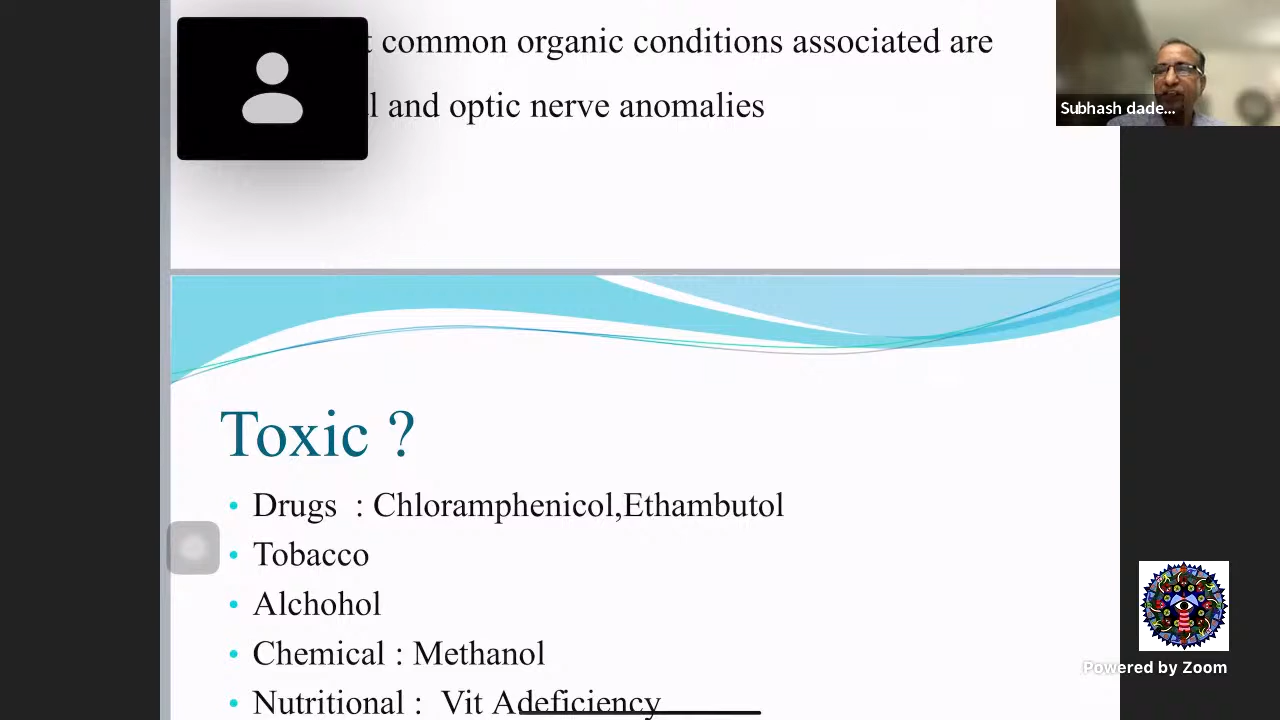 common organic conditions associated are
and optic nerve anomalies
Subhash dade...
Toxic ?
• Drugs : Chloramphenicol,Ethambutol
• Tobacco
• Alchohol
• Chemical : Methanol
• Nutritional : Vit Adeficiency
Powered by Zoom